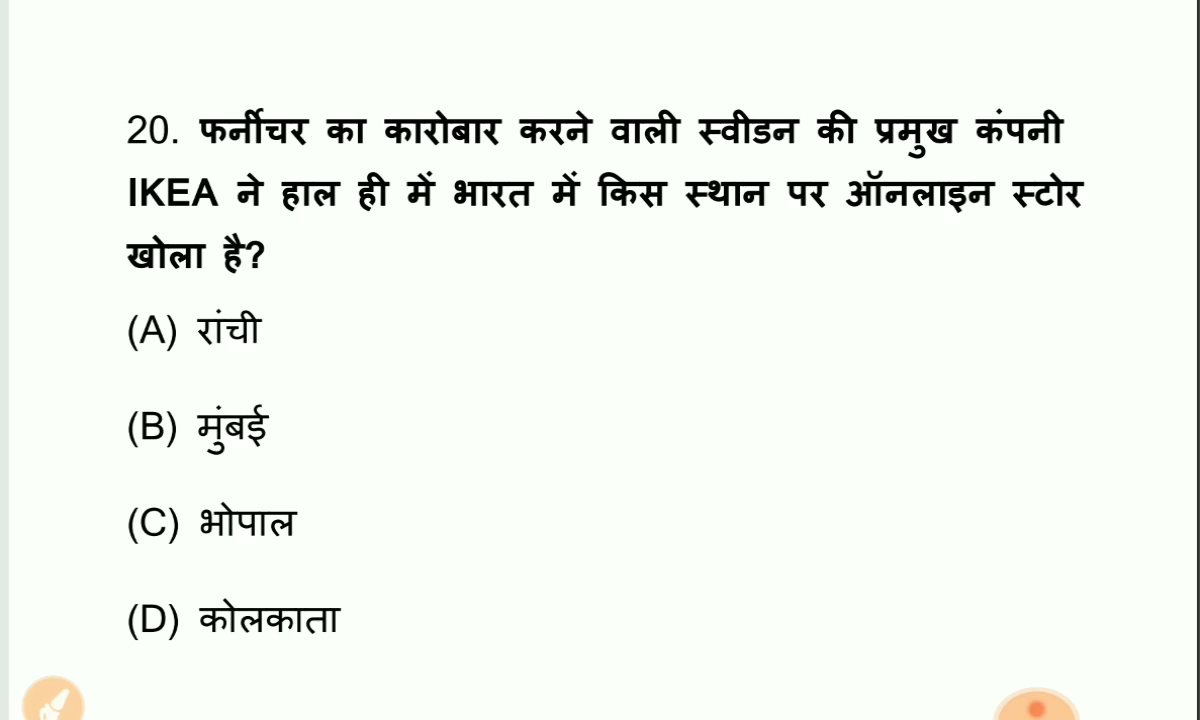 20. फर्नीचर का कारोबार करने वाली स्वीडन की प्रमुख कंपनी
IKEA ने हाल ही में भारत में किस स्थान पर ऑनलाइन स्टोर
खोला है?
(A) रांची
(B) मुंबई
(C) भोपाल
(D) कोलकाता